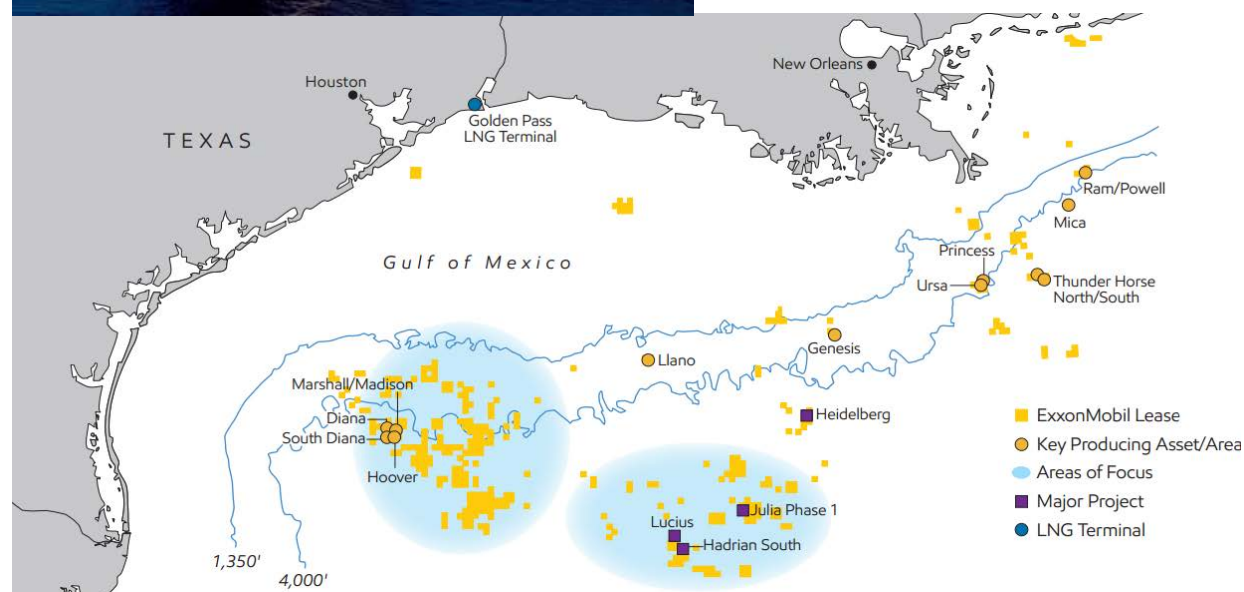 Houston
New Orleans
Golden Pass
LNG Terminal
TEXAS
Ram/Powell
Mica
Gulf of Mexico
Princess
Ursa
Thunder Horse
North/South
Genesis
Llano
Marshall/Madison
Diana
South Diana
Hoover
Heidelberg
ExxonMobil Lease
Key Producing Asset/Area
Areas of Focus
Major Project
LNG Terminal
Julia Phase 1
Lucius
Hadrian South
1,350'
4,000'